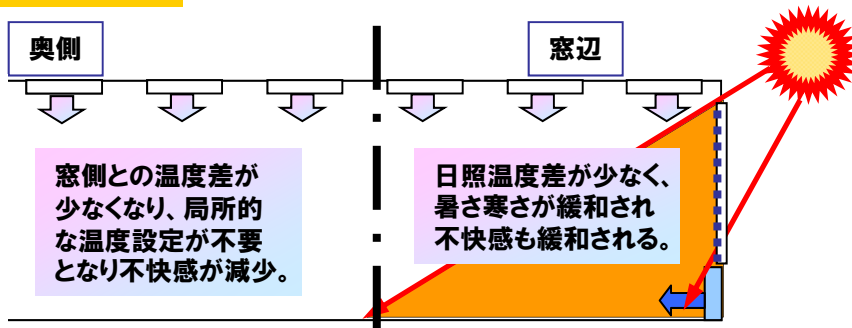 奥側
窓辺
窓側との温度差が
少なくなり、局所的
な温度設定が不要
となり不快感が減少。
日照温度差が少なく、
暑さ寒さが緩和され
不快感も緩和される。